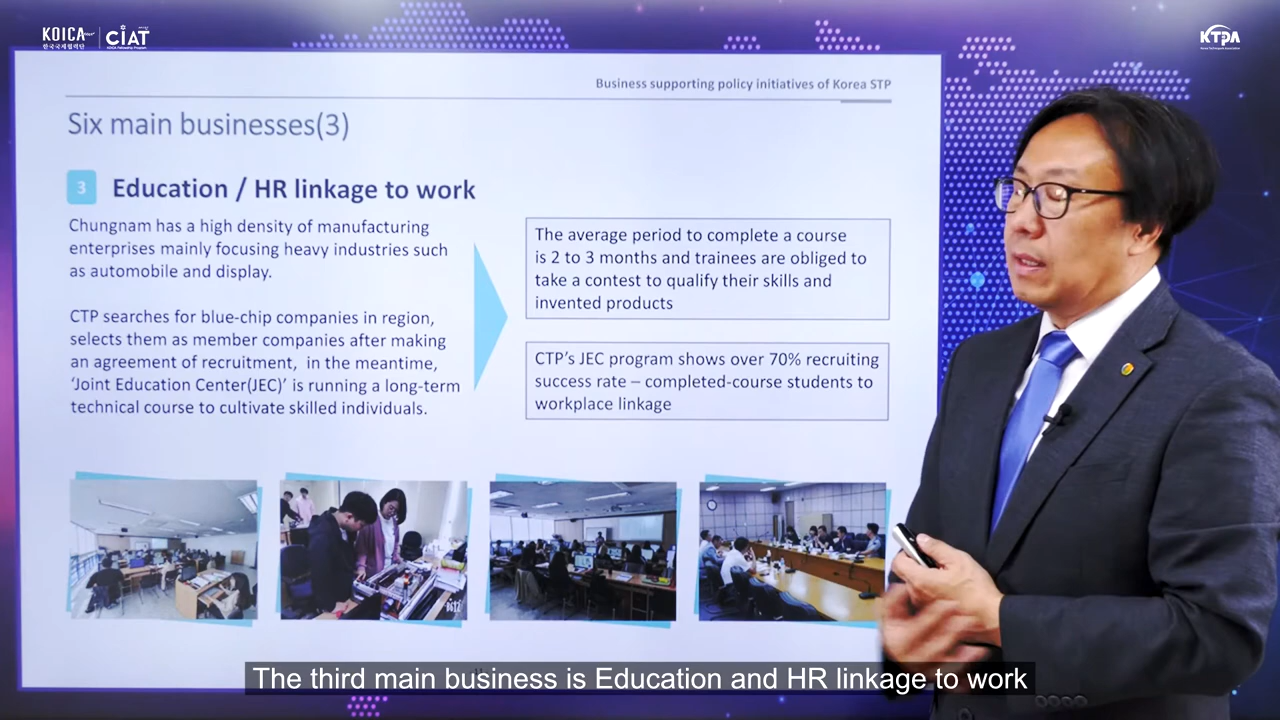 KOICA
한국국제협력단
CIAT
KOICA Fellowship Program
KTPA
Korea Technopark Association
Business supporting policy initiatives of Korea STP
Six main businesses(3)
3
Education / HR linkage to work
Chungnam has a high density of manufacturing
enterprises mainly focusing heavy industries such
as automobile and display.
CTP searches for blue-chip companies in region,
selects them as member companies after making
an agreement of recruitment, in the meantime,
‘Joint Education Center(JEC)’ is running a long-term
technical course to cultivate skilled individuals.
The average period to complete a course
is 2 to 3 months and trainees are obliged to
take a contest to qualify their skills and
invented products
CTP’s JEC program shows over 70% recruiting
success rate – completed-course students to
workplace linkage
The third main business is Education and HR linkage to work